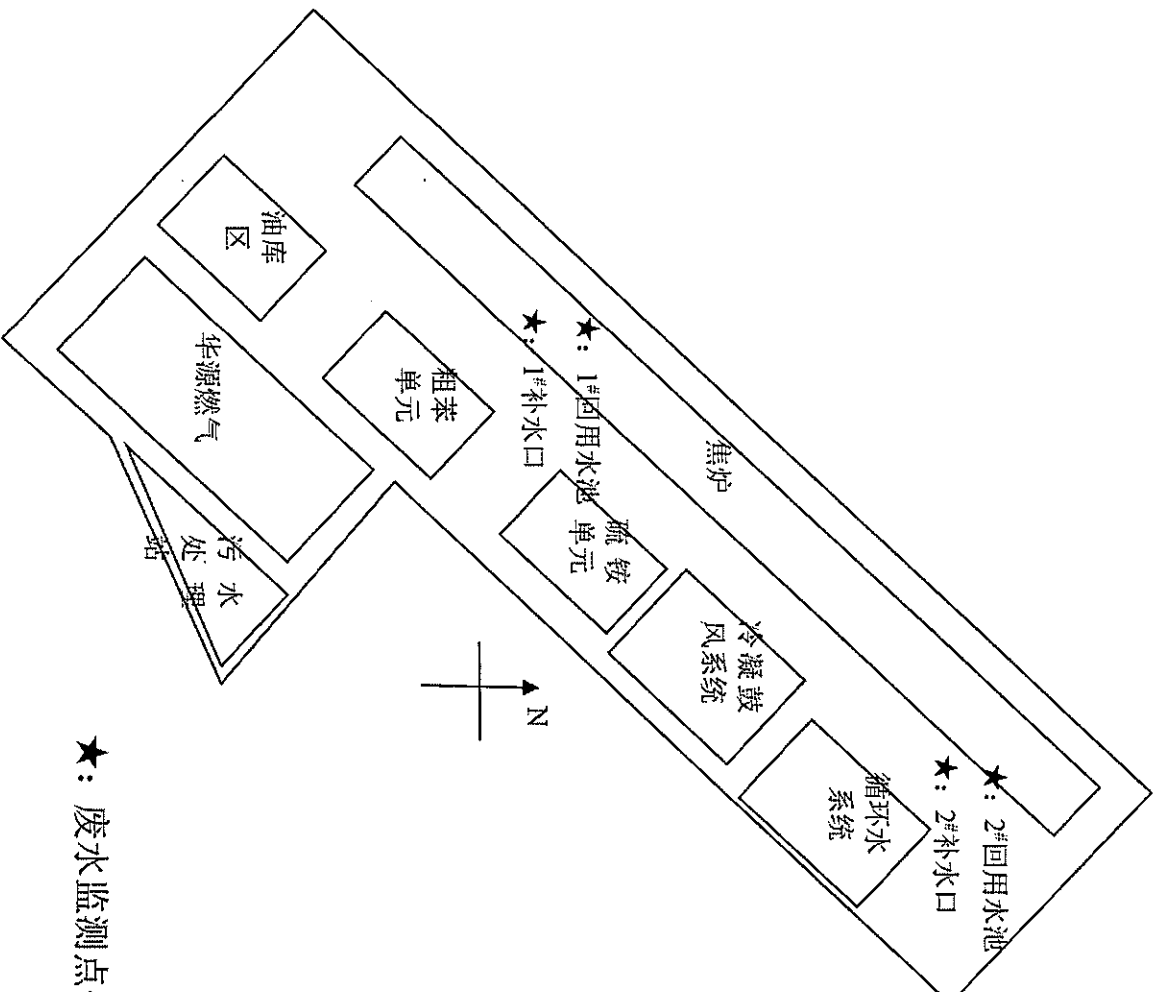 ★：2#回用水池
★：2#补水口
循环水
系统
冷凝鼓
风系统
焦炉
硫铵
单元
★：1#回用水池
★：1#补水口
粗苯
单元
油库
区
华源燃气
污水
处理
站
N
★：废水监测点